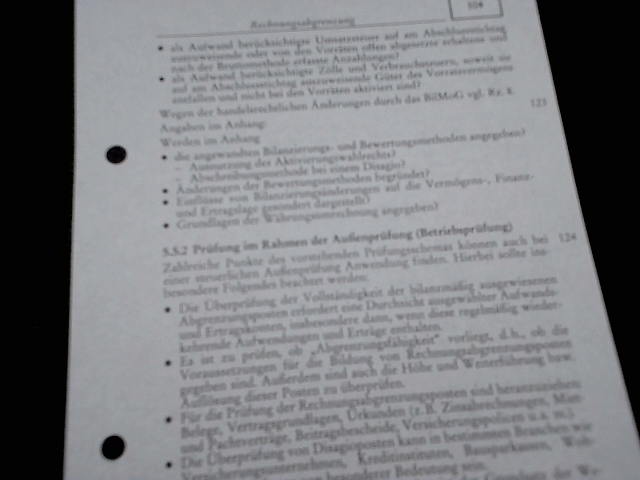 Rechnungsabgrenzung
• als Aufwand berücksichtigte Umsatzsteuer auf am Abschlussstichtag
auszuweisende oder von den Vorräten offen abgesetzte erhaltene und
nach der Bruttomethode erfasste Anzahlungen?
• als Aufwand berücksichtigte Zölle und Verbrauchsteuern, soweit sie
auf am Abschlussstichtag auszuweisende Güter des Vorratsvermögens
entfallen und nicht bei den Vorräten aktiviert sind?
Wegen der handelsrechtlichen Änderungen durch das BilMoG vgl. Rz. 8.
Angaben im Anhang: 123
Werden im Anhang
• die angewandten Bilanzierungs- und Bewertungsmethoden angegeben?
– Ausnutzung des Aktivierungswahlrechts?
– Abschreibungsmethode bei einem Disagio?
• Änderungen der Bewertungsmethoden begründet?
• Einflüsse von Bilanzierungsänderungen auf die Vermögens-, Finanz-
und Ertragslage gesondert dargestellt?
• Grundlagen der Währungsumrechnung angegeben?
5.5.2 Prüfung im Rahmen der Außenprüfung (Betriebsprüfung)
Zahlreiche Punkte des vorstehenden Prüfungsschemas können auch bei 124
einer steuerlichen Außenprüfung Anwendung finden. Hierbei sollte ins-
besondere Folgendes beachtet werden:
• Die Überprüfung der Vollständigkeit der bilanzmäßig ausgewiesenen
Abgrenzungsposten erfordert eine Durchsicht ausgewählter Aufwands-
und Ertragskonten, insbesondere dann, wenn diese regelmäßig wieder-
kehrende Aufwendungen und Erträge enthalten.
• Es ist zu prüfen, ob „Abgrenzungsfähigkeit“ vorliegt, d.h., ob die
Voraussetzungen für die Bildung von Rechnungsabgrenzungsposten
gegeben sind. Außerdem sind auch die Höhe und Weiterführung bzw.
Auflösung dieser Posten zu überprüfen.
• Für die Prüfung der Rechnungsabgrenzungsposten sind heranzuziehen
Belege, Vertragsgrundlagen, Urkunden (z. B. Zinsabrechnungen, Miet-
und Pachtverträge, Beitragsbescheide, Versicherungspolicen u. a. m.).
• Die Überprüfung von Disagioposten kann in bestimmten Branchen wie
Versicherungsunternehmen, Kreditinstituten, Bausparkassen, Woh-
besonderer Bedeutung sein.